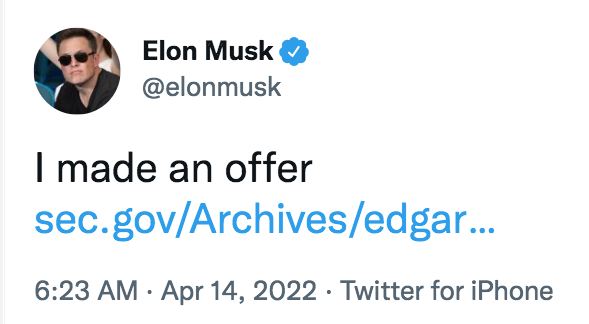 Elon Musk
@elonmusk
I made an offer
sec.gov/Archives/edgar...
6:23 AM · Apr 14, 2022 · Twitter for iPhone